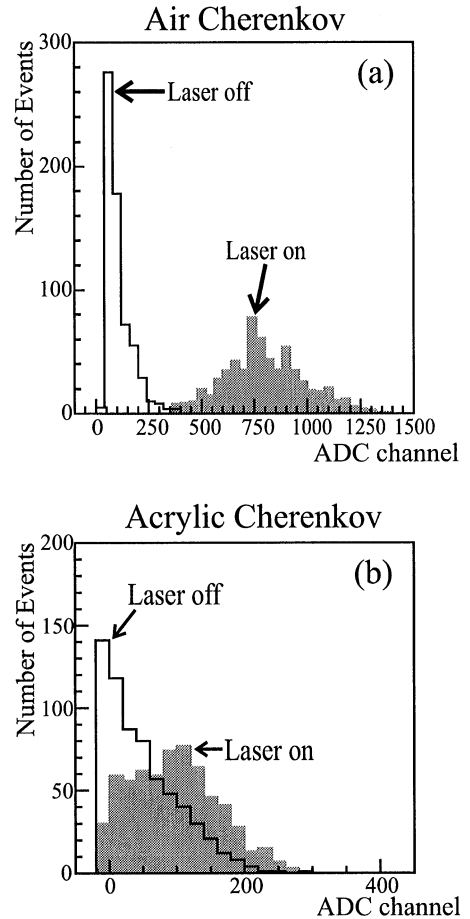 Air Cherenkov
300
200
100
0
Number of Events
(a)
Laser off
Laser on
0 250 500 750 1000 1250 1500
ADC channel
Acrylic Cherenkov
200
150
100
50
0
Number of Events
(b)
Laser off
Laser on
0 200 400
ADC channel